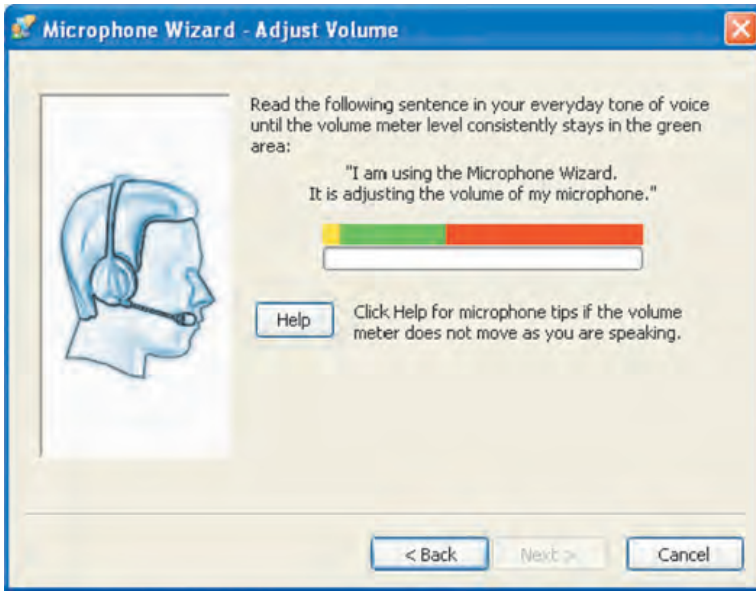 Microphone Wizard - Adjust Volume
Read the following sentence in your everyday tone of voice
until the volume meter level consistently stays in the green
area:
"I am using the Microphone Wizard.
It is adjusting the volume of my microphone."
Help
Click Help for microphone tips if the volume
meter does not move as you are speaking.
< Back
Next >
Cancel